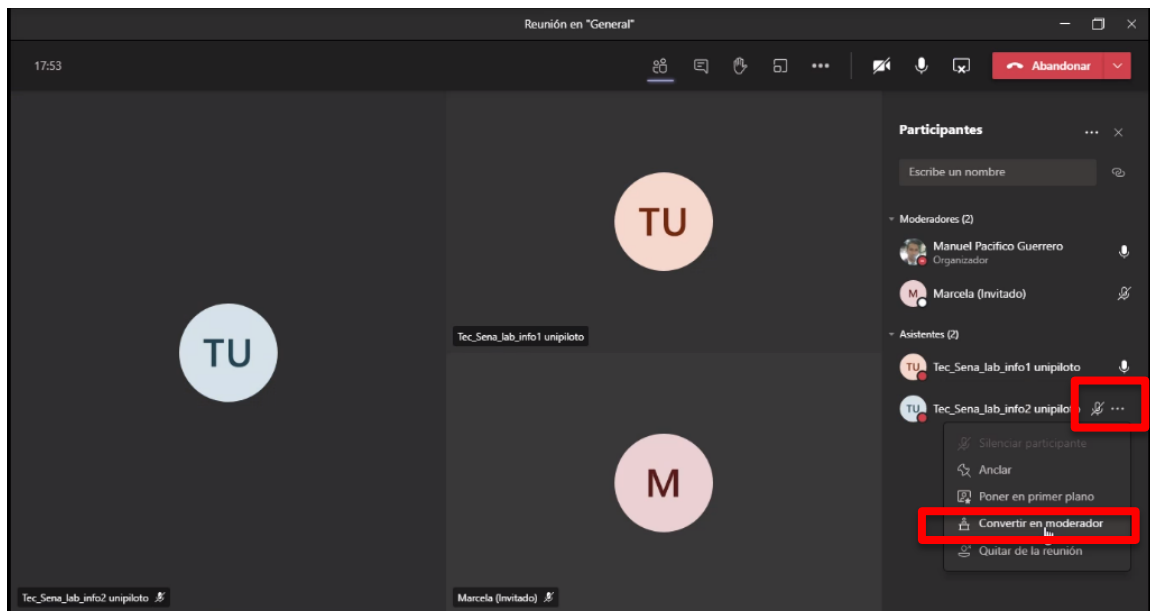 Reunión en "General"
17:53
Abandonar
TU
Tec_Sena_lab_info2 unipiloto
TU
Tec_Sena_lab_info1 unipiloto
M
Marcela (Invitado)
Participantes
Escribe un nombre
Moderadores (2)
Manuel Pacifico Guerrero
Organizador
M
Marcela (Invitado)
Asistentes (2)
TU
Tec_Sena_lab_info1 unipiloto
TU
Tec_Sena_lab_info2 unipiloto
Silenciar participante
Anclar
Poner en primer plano
Convertir en moderador
Quitar de la reunión